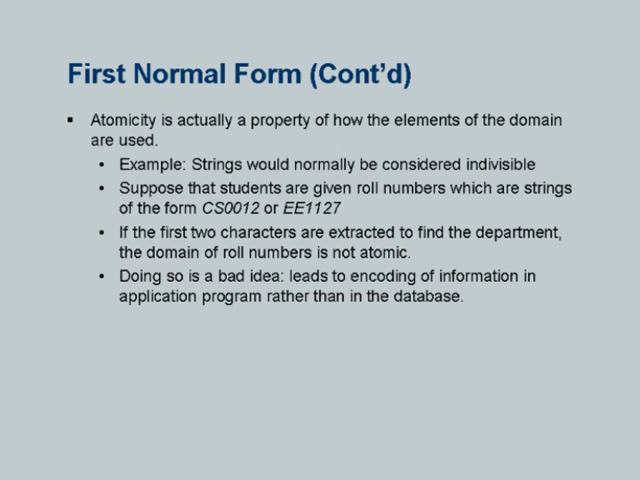 First Normal Form (Cont'd)
▪ Atomicity is actually a property of how the elements of the domain
are used.
• Example: Strings would normally be considered indivisible
• Suppose that students are given roll numbers which are strings
of the form CS0012 or EE1127
• If the first two characters are extracted to find the department,
the domain of roll numbers is not atomic.
• Doing so is a bad idea: leads to encoding of information in
application program rather than in the database.